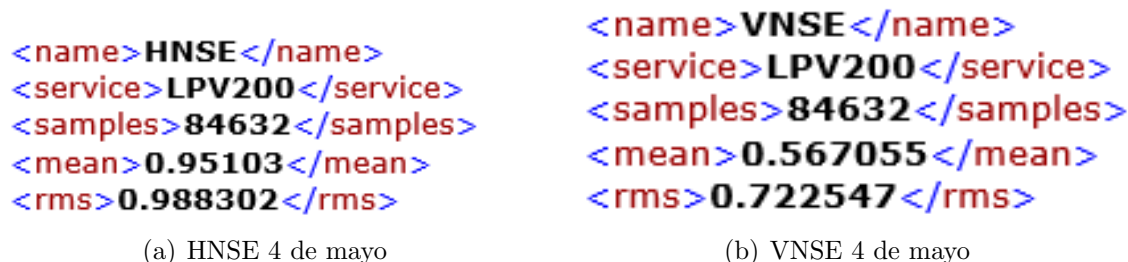 <name>HNSE</name>
<service>LPV200</service>
<samples>84632</samples>
<mean>0.95103</mean>
<rms>0.988302</rms>
(a) HNSE 4 de mayo
<name>VNSE</name>
<service>LPV200</service>
<samples>84632</samples>
<mean>0.567055</mean>
<rms>0.722547</rms>
(b) VNSE 4 de mayo